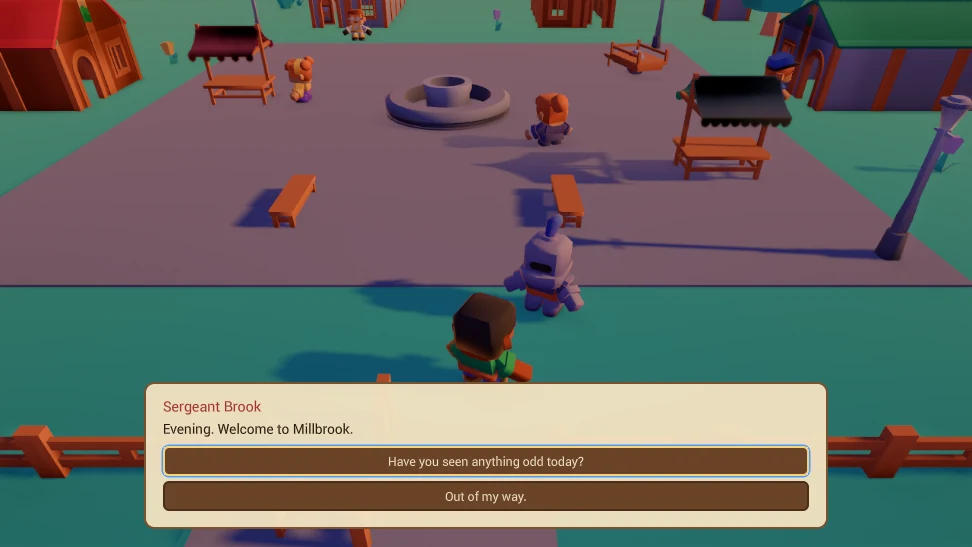 Sergeant Brook
Evening. Welcome to Millbrook.
Have you seen anything odd today?
Out of my way.